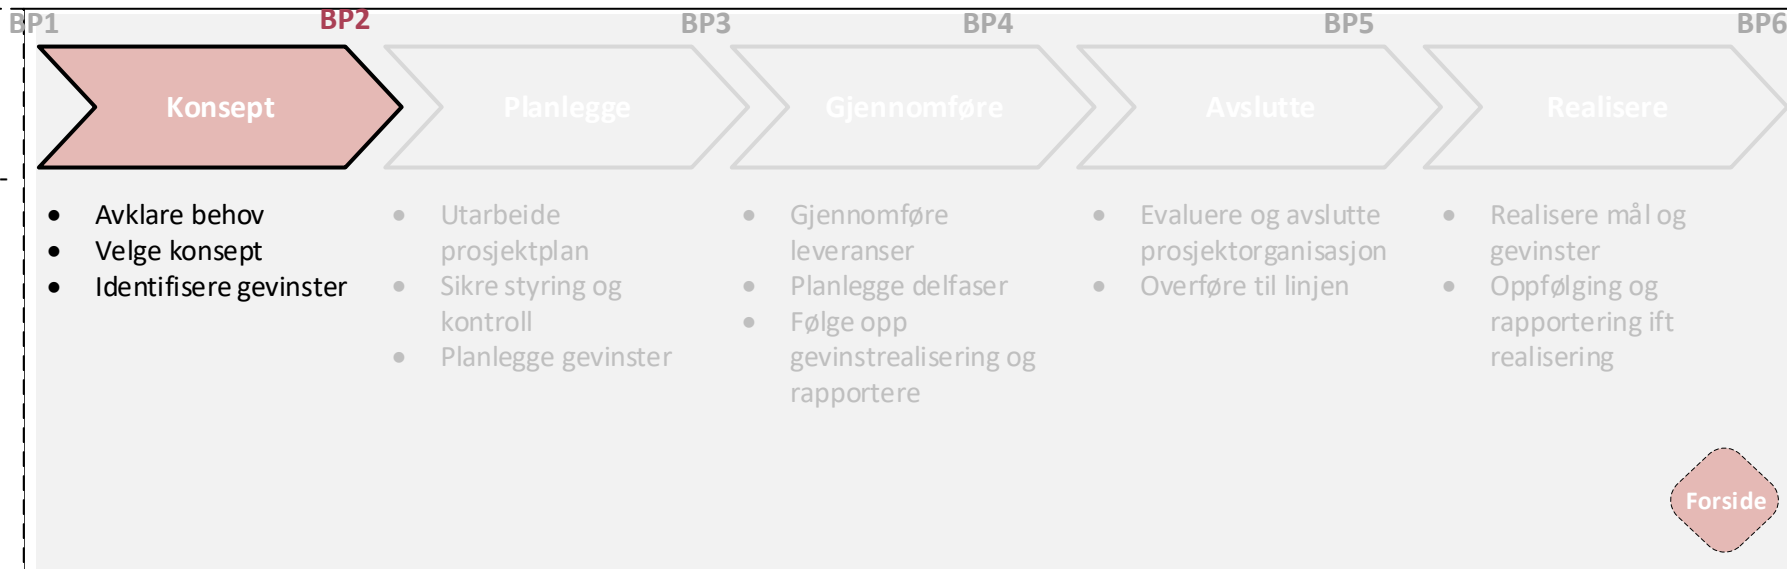 BP1 BP2 BP3 BP4 BP5 BP6
Konsept Planlegge Gjennomføre Avslutte Realisere
• Avklare behov
• Velge konsept
• Identifisere gevinster
• Utarbeide
prosjektplan
• Sikre styring og
kontroll
• Planlegge gevinster
• Gjennomføre
leveranser
• Planlegge delfaser
• Følge opp
gevinstrealisering og
rapportere
• Evaluere og avslutte
prosjektorganisasjon
• Overføre til linjen
• Realisere mål og
gevinster
• Oppfølging og
rapportering ift
realisering
Forside